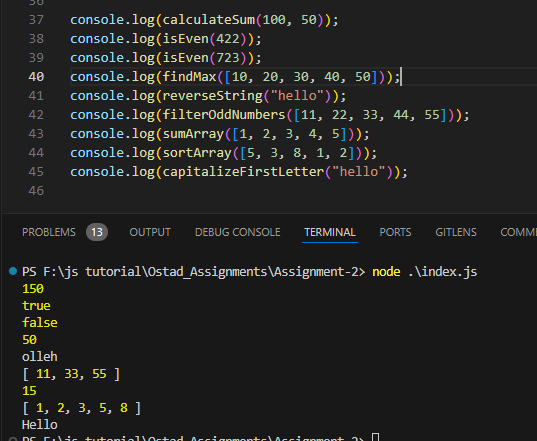 36
37 console.log(calculateSum(100, 50));
38 console.log(isEven(422));
39 console.log(isEven(723));
40 console.log(findMax([10, 20, 30, 40, 50]));
41 console.log(reverseString("hello"));
42 console.log(filterOddNumbers([11, 22, 33, 44, 55]));
43 console.log(sumArray([1, 2, 3, 4, 5]));
44 console.log(sortArray([5, 3, 8, 1, 2]));
45 console.log(capitalizeFirstLetter("hello"));
46
PROBLEMS 13 OUTPUT DEBUG CONSOLE TERMINAL PORTS GITLENS COMM
PS F:\js tutorial\Ostad_Assignments\Assignment-2> node .\index.js
150
true
false
50
olleh
[ 11, 33, 55 ]
15
[ 1, 2, 3, 5, 8 ]
Hello
PS F:\js tutorial\Ostad_Assignments\Assignment-2>